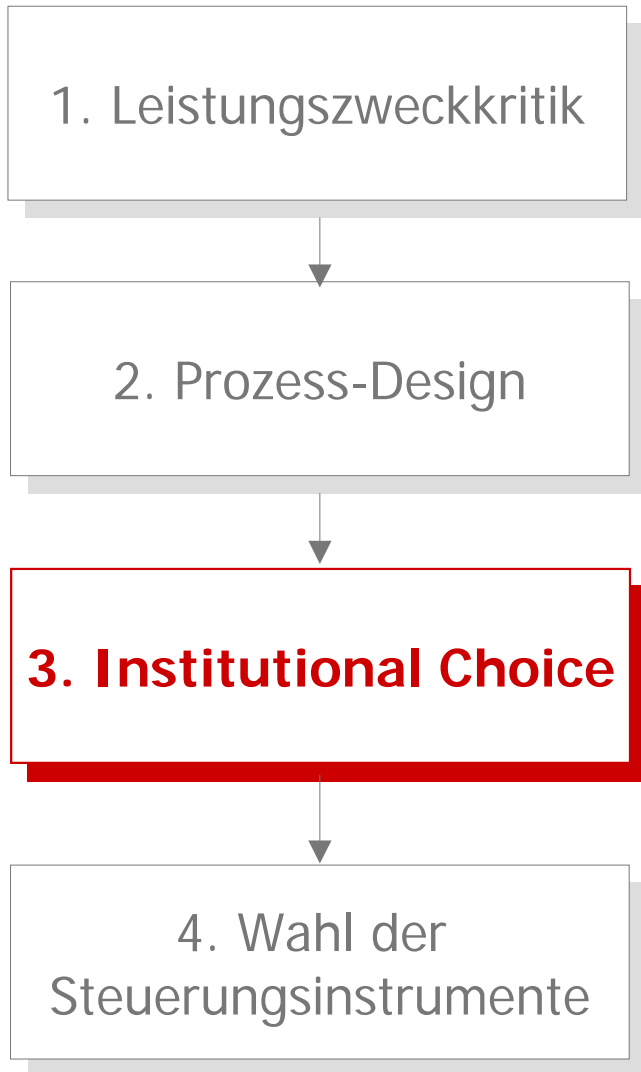 1. Leistungszweckkritik
2. Prozess-Design
3. Institutional Choice
4. Wahl der
Steuerungsinstrumente